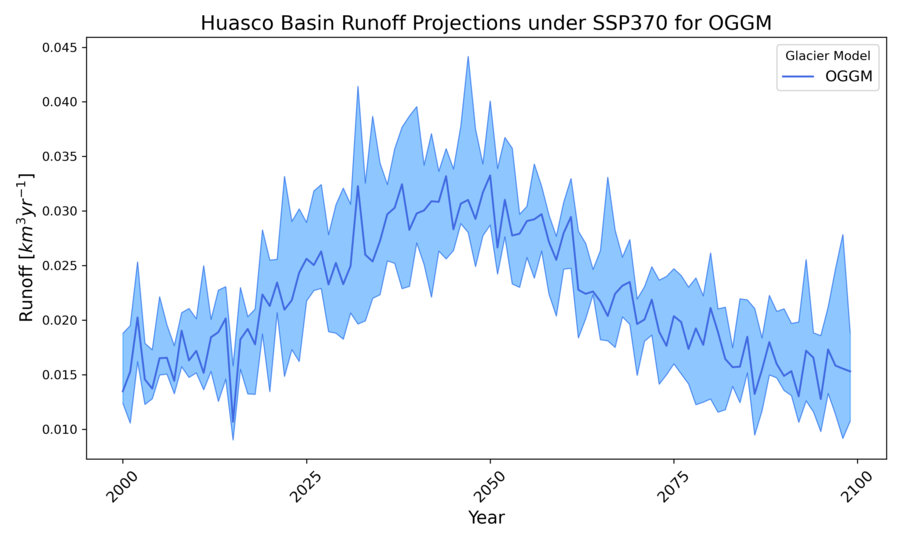 Huasco Basin Runoff Projections under SSP370 for OGGM
Glacier Model
OGGM
Runoff [km³yr⁻¹]
0.045
0.040
0.035
0.030
0.025
0.020
0.015
0.010
2000
2025
2050
2075
2100
Year